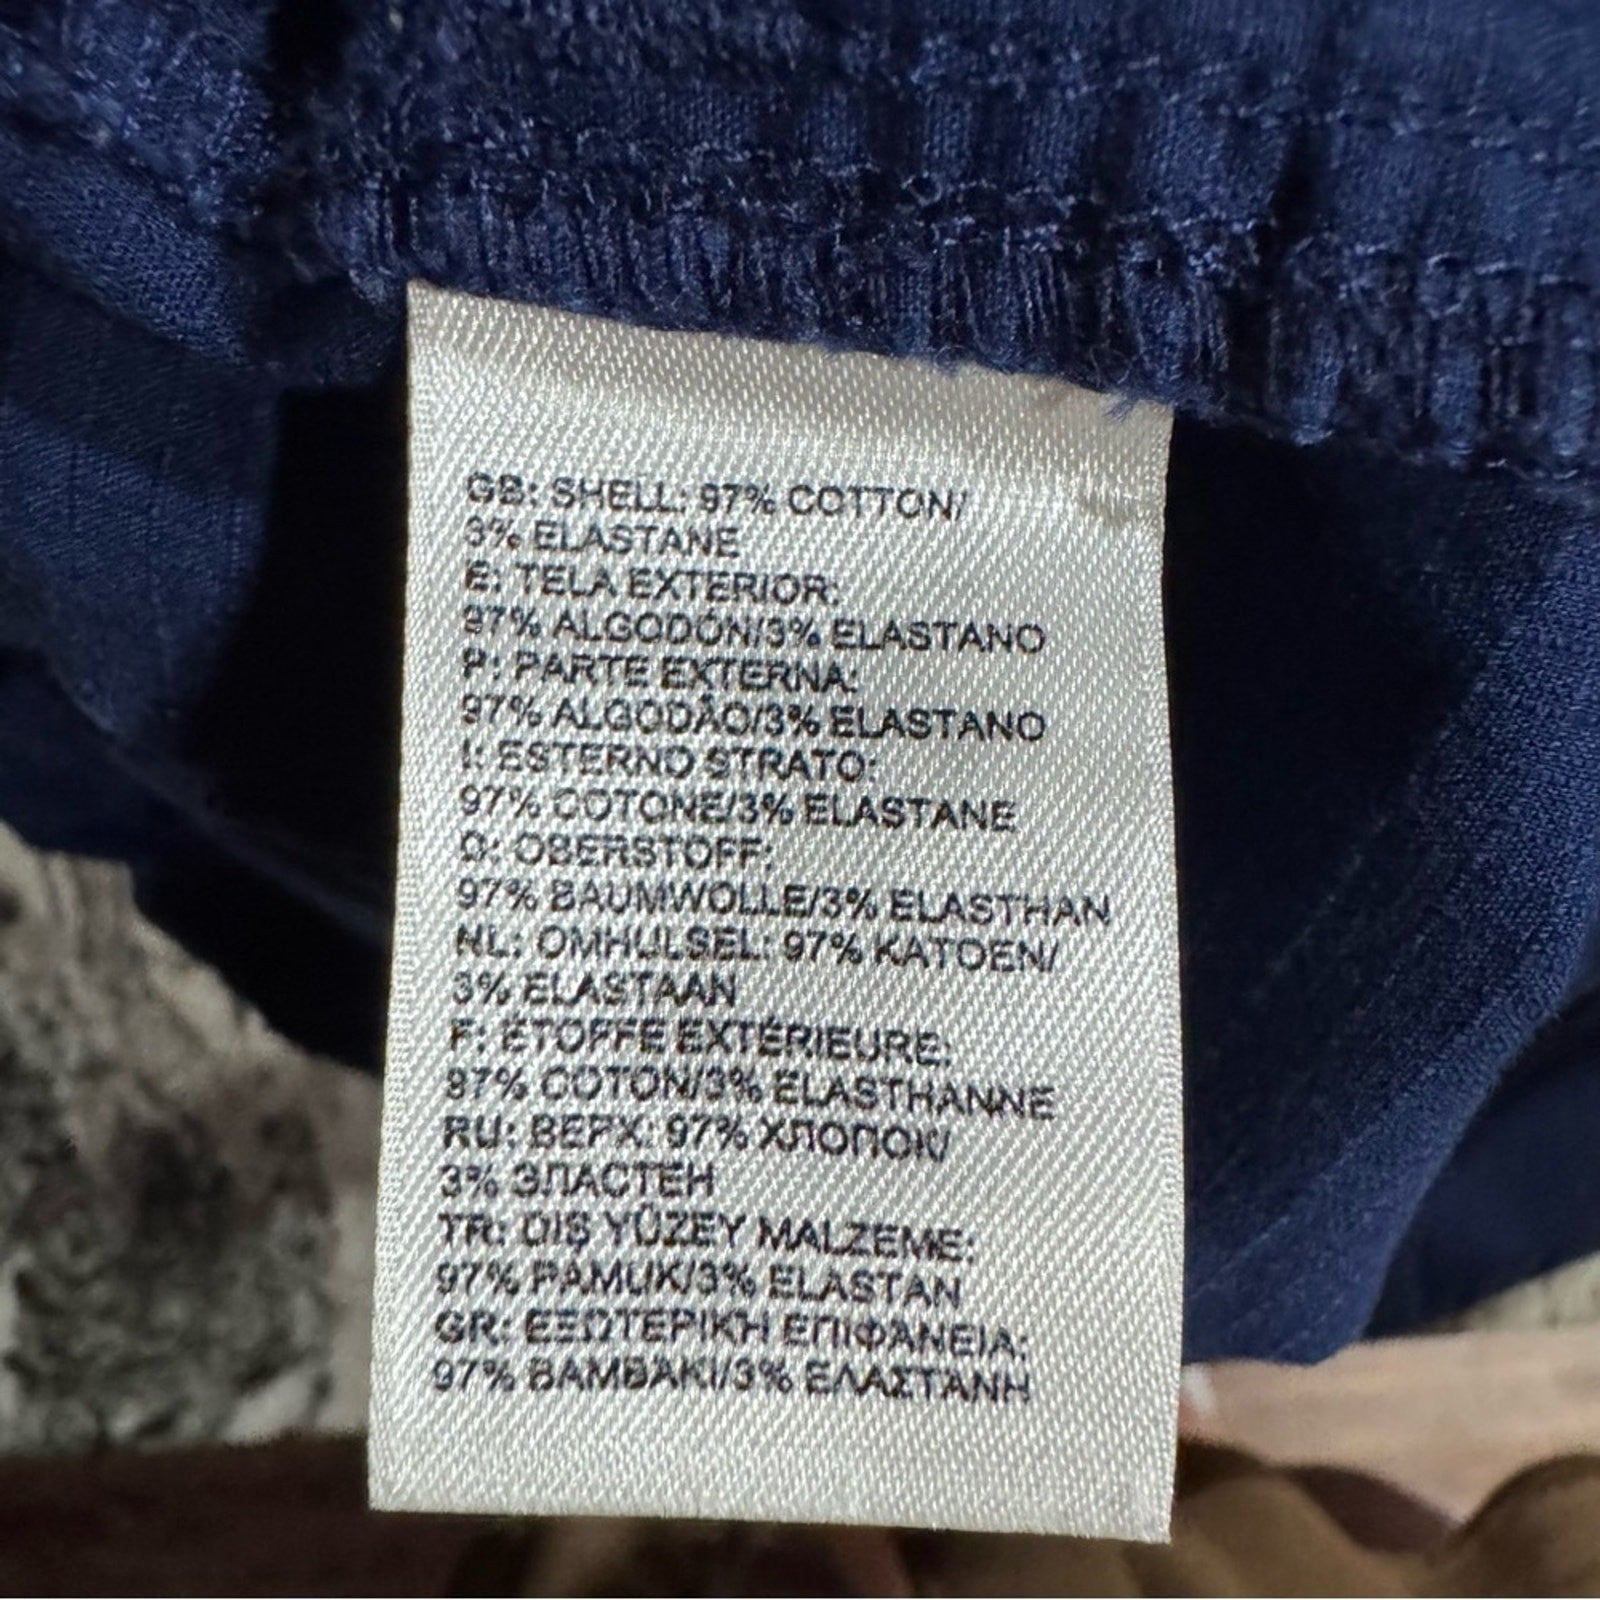 GB: SHELL: 97% COTTON/
3% ELASTANE
E: TELA EXTERIOR:
97% ALGODÓN/3% ELASTANO
P: PARTE EXTERNA:
97% ALGODÃO/3% ELASTANO
I: ESTERNO STRATO:
97% COTONE/3% ELASTANE
D: OBERSTOFF:
97% BAUMWOLLE/3% ELASTHAN
NL: OMHULSEL: 97% KATOEN/
3% ELASTAAN
F: ÉTOFFE EXTÉRIEURE:
97% COTON/3% ELASTHANNE
RU: ВЕРХ: 97% ХЛОПОК/
3% ЭЛАСТЕН
TR: DIŞ YÜZEY MALZEME:
97% PAMUK/3% ELASTAN
GR: ΕΞΩΤΕΡΙΚΗ ΕΠΙΦΑΝΕΙΑ:
97% ΒΑΜΒΑΚΙ/3% ΕΛΑΣΤΑΝΗ